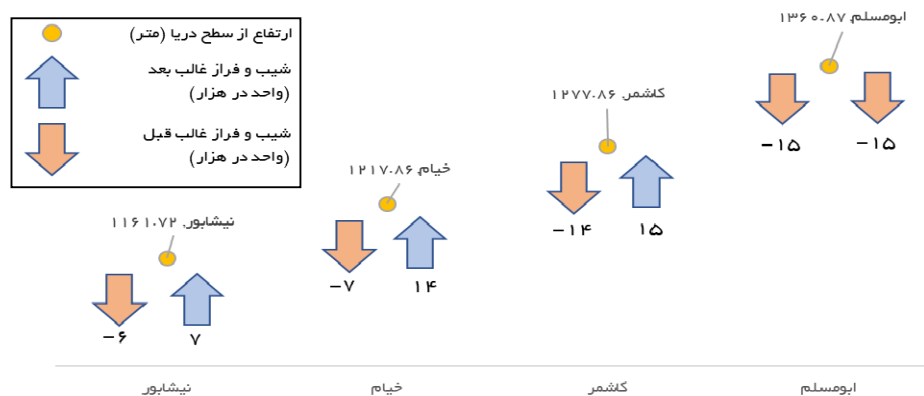 ارتفاع از سطح دریا (متر)
شیب و فراز غالب بعد
(واحد در هزار)
شیب و فراز غالب قبل
(واحد در هزار)
ابومسلم, ۱۳۶۰.۸۷
-۱۵
-۱۵
کاشمر, ۱۲۷۷.۸۶
-۱۴
۱۵
خیام, ۱۲۱۷.۸۶
-۷
۱۴
نیشابور, ۱۱۶۱.۷۲
-۶
۷
نیشابور
خیام
کاشمر
ابومسلم